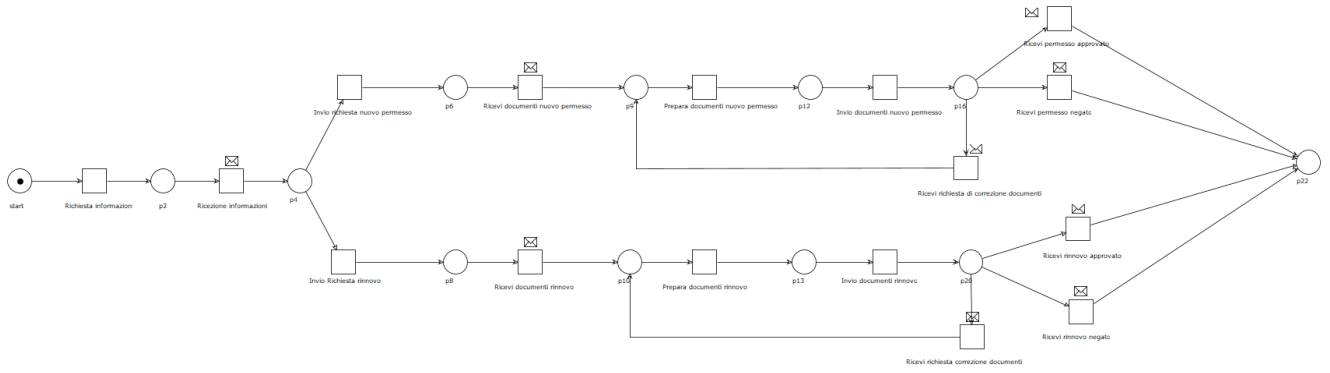 Ricevi permesso approvato
Invio richiesta nuovo permesso
p6
Ricevi documenti nuovo permesso
p9
Prepara documenti nuovo permesso
p12
Invio documenti nuovo permesso
p16
Ricevi permesso negato
start
Richiesta informazioni
p2
Ricezione informazioni
p4
Ricevi richiesta di correzione documenti
p22
Ricevi rinnovo approvato
Invio Richiesta rinnovo
p8
Ricevi documenti rinnovo
p10
Prepara documenti rinnovo
p13
Invio documenti rinnovo
p20
Ricevi rinnovo negato
Ricevi richiesta correzione documenti